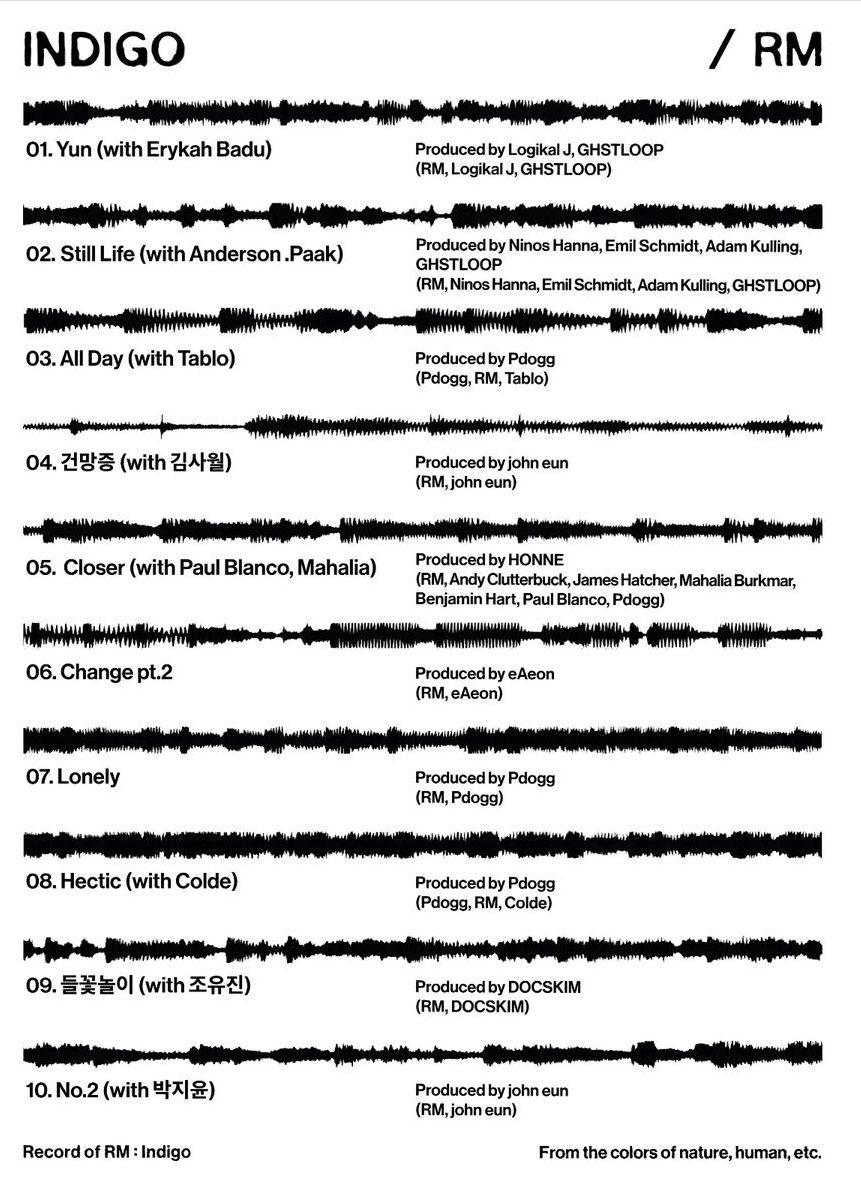 INDIGO / RM
01. Yun (with Erykah Badu)
Produced by Logikal J, GHSTLOOP
(RM, Logikal J, GHSTLOOP)
02. Still Life (with Anderson .Paak)
Produced by Ninos Hanna, Emil Schmidt, Adam Kulling,
GHSTLOOP
(RM, Ninos Hanna, Emil Schmidt, Adam Kulling, GHSTLOOP)
03. All Day (with Tablo)
Produced by Pdogg
(Pdogg, RM, Tablo)
04. 건망증 (with 김사월)
Produced by john eun
(RM, john eun)
05. Closer (with Paul Blanco, Mahalia)
Produced by HONNE
(RM, Andy Clutterbuck, James Hatcher, Mahalia Burkmar,
Benjamin Hart, Paul Blanco, Pdogg)
06. Change pt.2
Produced by eAeon
(RM, eAeon)
07. Lonely
Produced by Pdogg
(RM, Pdogg)
08. Hectic (with Colde)
Produced by Pdogg
(Pdogg, RM, Colde)
09. 들꽃놀이 (with 조유진)
Produced by DOCSKIM
(RM, DOCSKIM)
10. No.2 (with 박지윤)
Produced by john eun
(RM, john eun)
Record of RM : Indigo
From the colors of nature, human, etc.